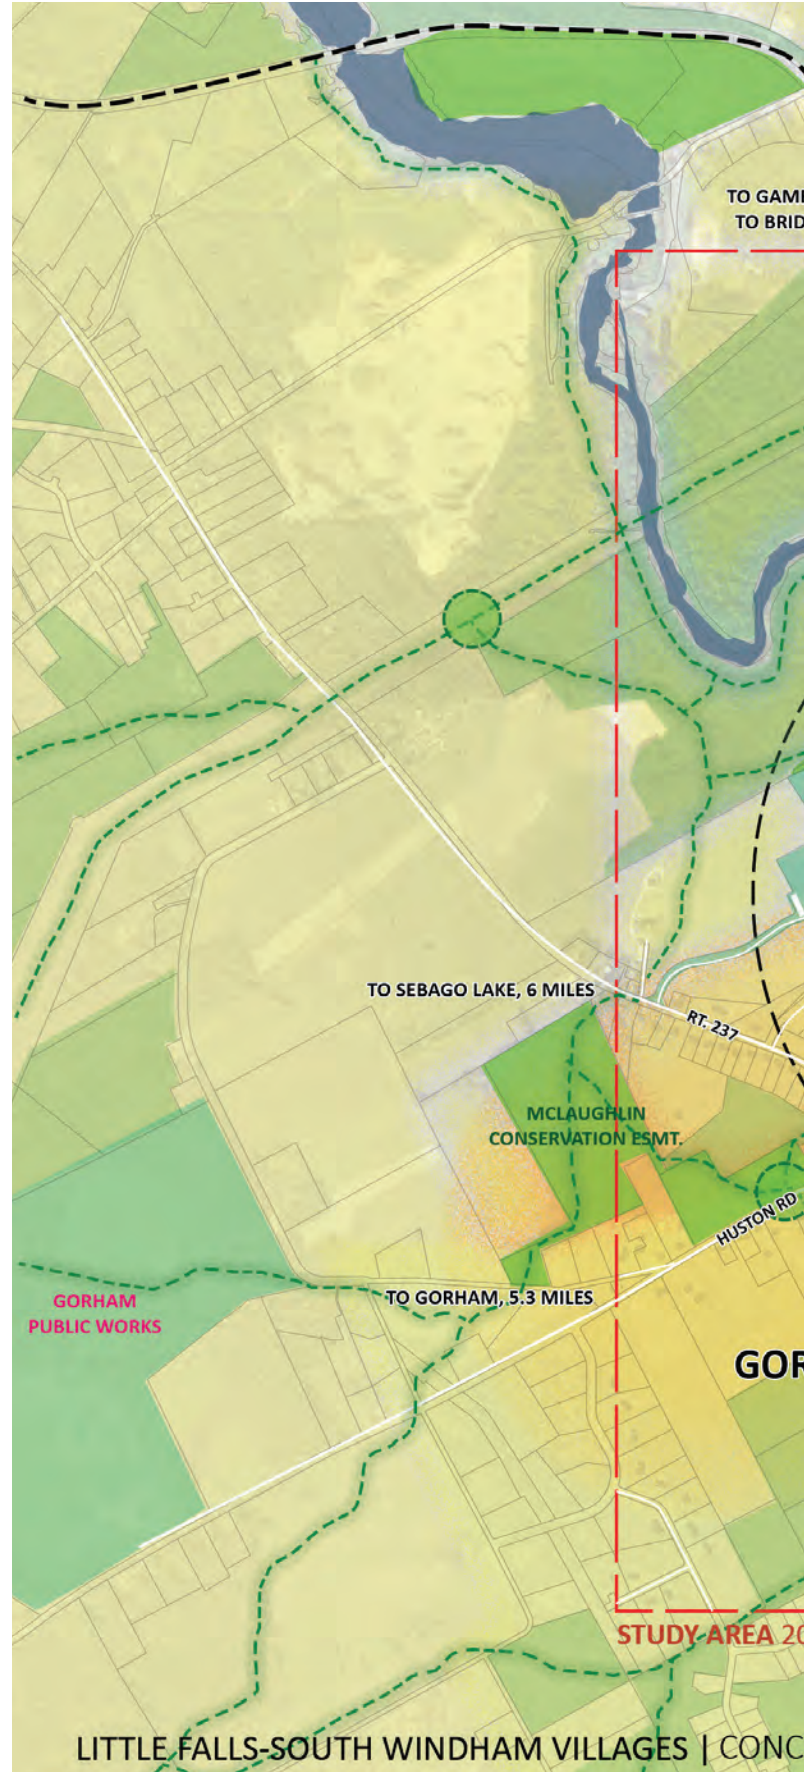 TO GAM
TO BRID
TO SEBAGO LAKE, 6 MILES
RT. 237
MCLAUGHLIN
CONSERVATION ESMT.
HUSTON RD
GORHAM
PUBLIC WORKS
TO GORHAM, 5.3 MILES
GOR
STUDY AREA 20
LITTLE FALLS-SOUTH WINDHAM VILLAGES | CONC